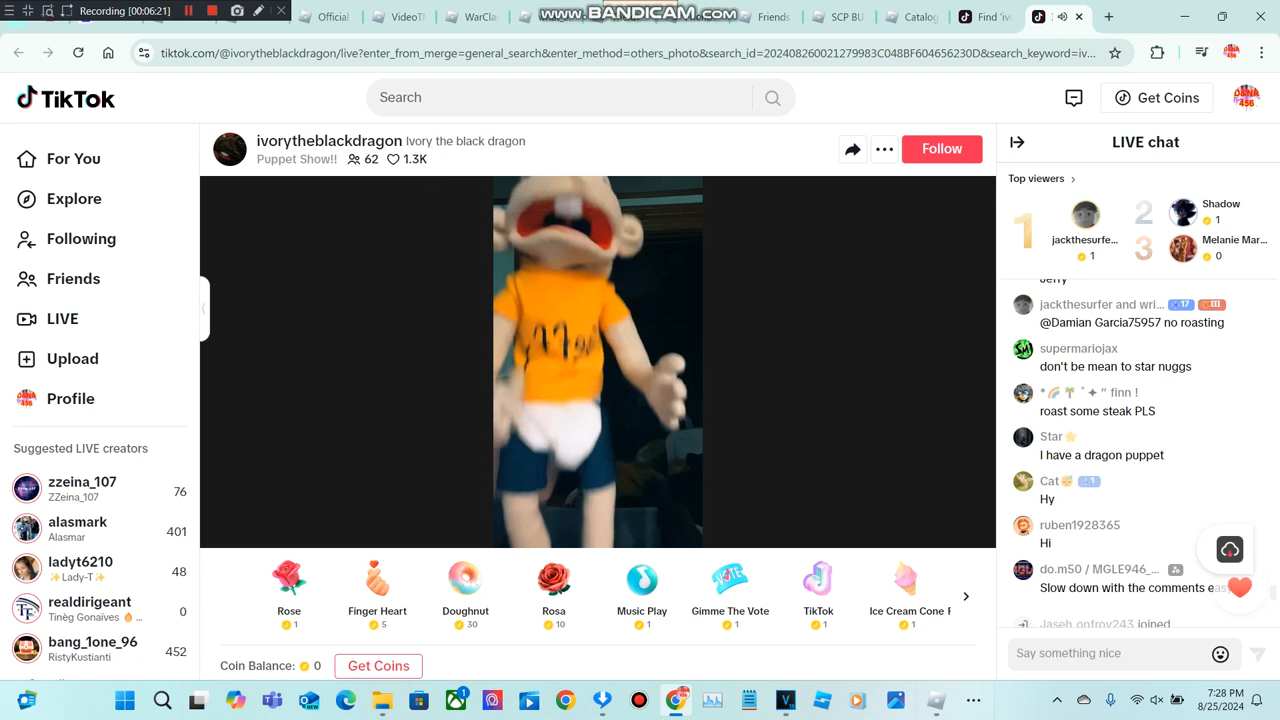 Recording [00:06:21]
Official
VideoT
Warcla
www.BANDICAM.com
Friends
SCP BU
Catalog
Find 'iv
tiktok.com/@ivorytheblackdragon/live?enter_from_merge=general_search&enter_method=others_photo&search_id=202408260021279983C048BF604656230D&search_keyword=iv...
TikTok
Search
Get Coins
For You
Explore
Following
Friends
LIVE
Upload
Profile
Suggested LIVE creators
zzeina_107
ZZeina_107
76
alasmark
Alasmar
401
ladyt6210
✨Lady-T✨
48
realdirigeant
Tinèg Gonaïves 🔥 ...
0
bang_1one_96
RistyKustianti
452
ivorytheblackdragon Ivory the black dragon
Puppet Show!! 62 1.3K
Follow
Rose
1
Finger Heart
5
Doughnut
30
Rosa
10
Music Play
1
Gimme The Vote
1
TikTok
1
Ice Cream Cone F
1
Coin Balance: 0 Get Coins
LIVE chat
Top viewers >
1
jackthesurfe...
1
2
Shadow
1
3
Melanie Mar...
0
Jerry
jackthesurfer and wri... 17 III
@Damian Garcia75957 no roasting
supermariojax
don't be mean to star nuggs
*🌈🌴˚✦“ finn !
roast some steak PLS
Star⭐
I have a dragon puppet
Cat😴 1
Hy
ruben1928365
Hi
do.m50 / MGLE946_...
Slow down with the comments eas
Jaseh onfroy243 joined
Say something nice
7:28 PM
8/25/2024